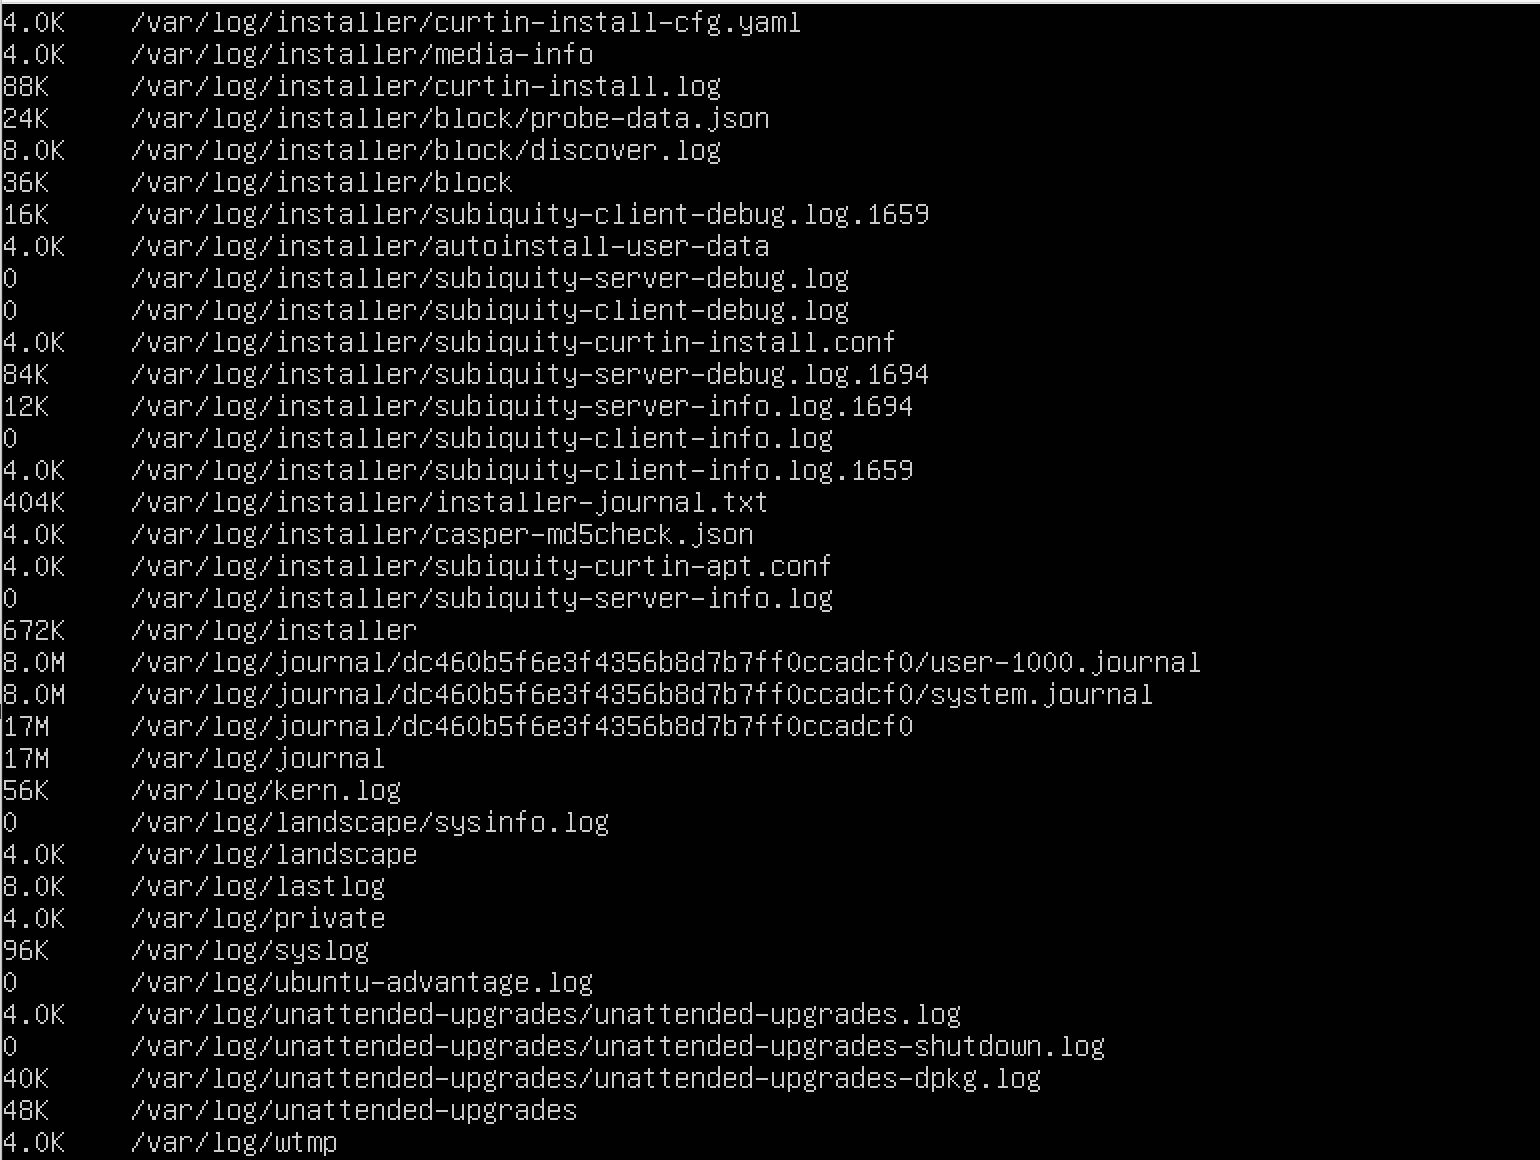 4.0K	/var/log/installer/curtin-install-cfg.yaml
4.0K	/var/log/installer/media-info
88K	/var/log/installer/curtin-install.log
24K	/var/log/installer/block/probe-data.json
8.0K	/var/log/installer/block/discover.log
36K	/var/log/installer/block
16K	/var/log/installer/subiquity-client-debug.log.1659
4.0K	/var/log/installer/autoinstall-user-data
0	/var/log/installer/subiquity-server-debug.log
0	/var/log/installer/subiquity-client-debug.log
4.0K	/var/log/installer/subiquity-curtin-install.conf
84K	/var/log/installer/subiquity-server-debug.log.1694
12K	/var/log/installer/subiquity-server-info.log.1694
0	/var/log/installer/subiquity-client-info.log
4.0K	/var/log/installer/subiquity-client-info.log.1659
404K	/var/log/installer/installer-journal.txt
4.0K	/var/log/installer/casper-md5check.json
4.0K	/var/log/installer/subiquity-curtin-apt.conf
0	/var/log/installer/subiquity-server-info.log
672K	/var/log/installer
8.0M	/var/log/journal/dc460b5f6e3f4356b8d7b7ff0ccadcf0/user-1000.journal
8.0M	/var/log/journal/dc460b5f6e3f4356b8d7b7ff0ccadcf0/system.journal
17M	/var/log/journal/dc460b5f6e3f4356b8d7b7ff0ccadcf0
17M	/var/log/journal
56K	/var/log/kern.log
0	/var/log/landscape/sysinfo.log
4.0K	/var/log/landscape
8.0K	/var/log/lastlog
4.0K	/var/log/private
96K	/var/log/syslog
0	/var/log/ubuntu-advantage.log
4.0K	/var/log/unattended-upgrades/unattended-upgrades.log
0	/var/log/unattended-upgrades/unattended-upgrades-shutdown.log
40K	/var/log/unattended-upgrades/unattended-upgrades-dpkg.log
48K	/var/log/unattended-upgrades
4.0K	/var/log/wtmp